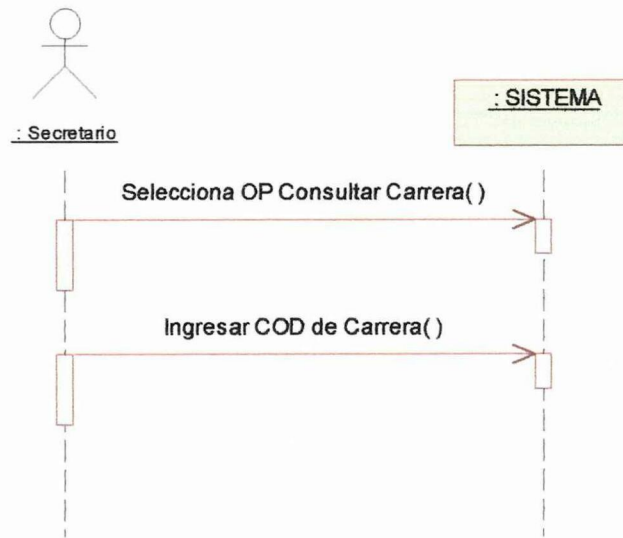 : Secretario
: SISTEMA
Selecciona OP Consultar Carrera( )
Ingresar COD de Carrera( )